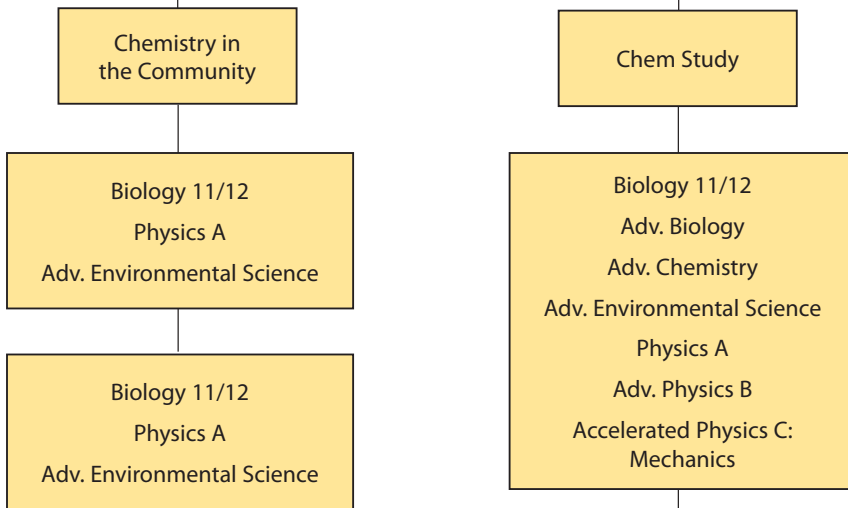 Chemistry in
the Community
Biology 11/12
Physics A
Adv. Environmental Science
Biology 11/12
Physics A
Adv. Environmental Science
Chem Study
Biology 11/12
Adv. Biology
Adv. Chemistry
Adv. Environmental Science
Physics A
Adv. Physics B
Accelerated Physics C:
Mechanics